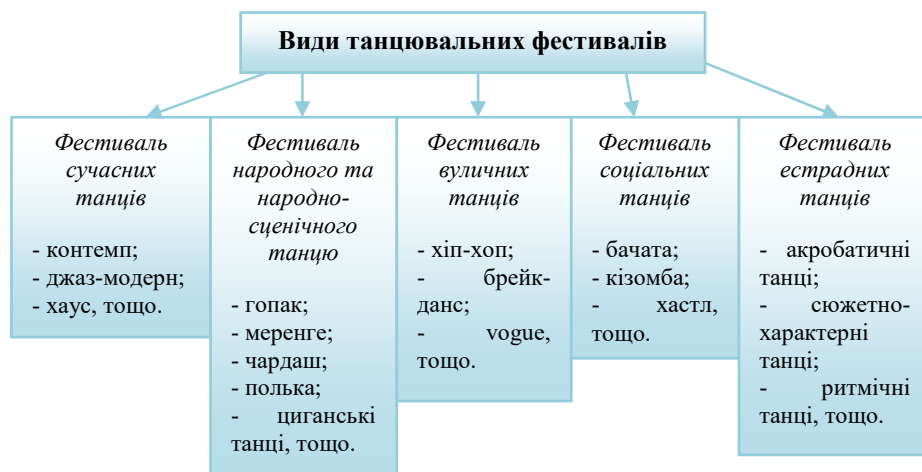 Види танцювальних фестивалів
Фестиваль
сучасних
танців
- контемп;
- джаз-модерн;
- хаус, тощо.
Фестиваль
народного та
народно-
сценічного
танцю
- гопак;
- меренге;
- чардаш;
- полька;
- циганські
танці, тощо.
Фестиваль
вуличних
танців
- хіп-хоп;
- брейк-
данс;
- vogue,
тощо.
Фестиваль
соціальних
танців
- бачата;
- кізомба;
- хастл,
тощо.
Фестиваль
естрадних
танців
- акробатичні
танці;
- сюжетно-
характерні
танці;
- ритмічні
танці, тощо.